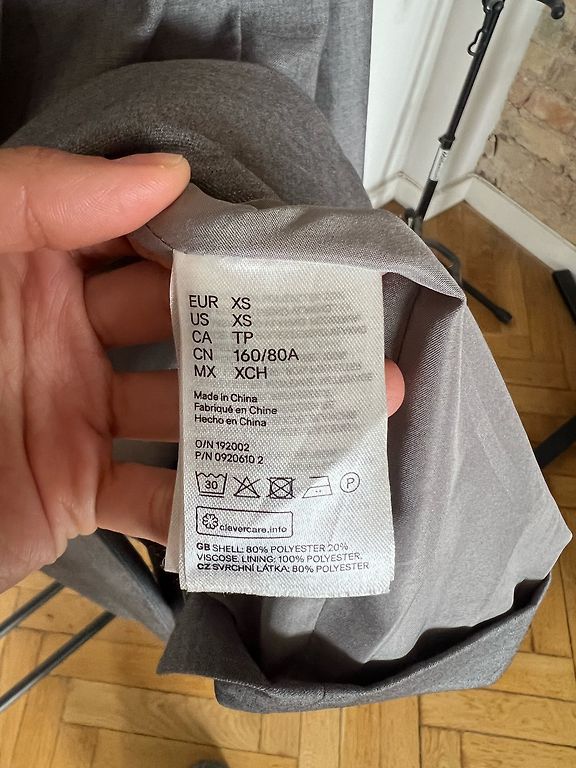 EUR XS
US XS
CA TP
CN 160/80A
MX XCH
Made in China
Fabriqué en Chine
Hecho en China
O/N 192002
P/N 0920610 2
30 P
clevercare.info
GB SHELL: 80% POLYESTER 20%
VISCOSE. LINING: 100% POLYESTER.
CZ SVRCHNÍ LÁTKA: 80% POLYESTER